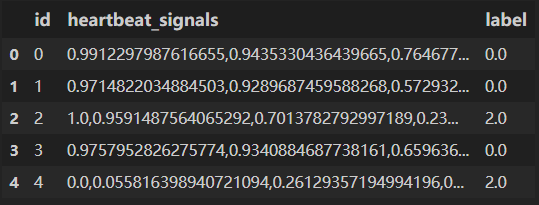 id heartbeat_signals label
0 0 0.9912297987616655,0.9435330436439665,0.764677... 0.0
1 1 0.9714822034884503,0.9289687459588268,0.572932... 0.0
2 2 1.0,0.9591487564065292,0.7013782792997189,0.23... 2.0
3 3 0.9757952826275774,0.9340884687738161,0.659636... 0.0
4 4 0.0,0.055816398940721094,0.26129357194994196,0... 2.0